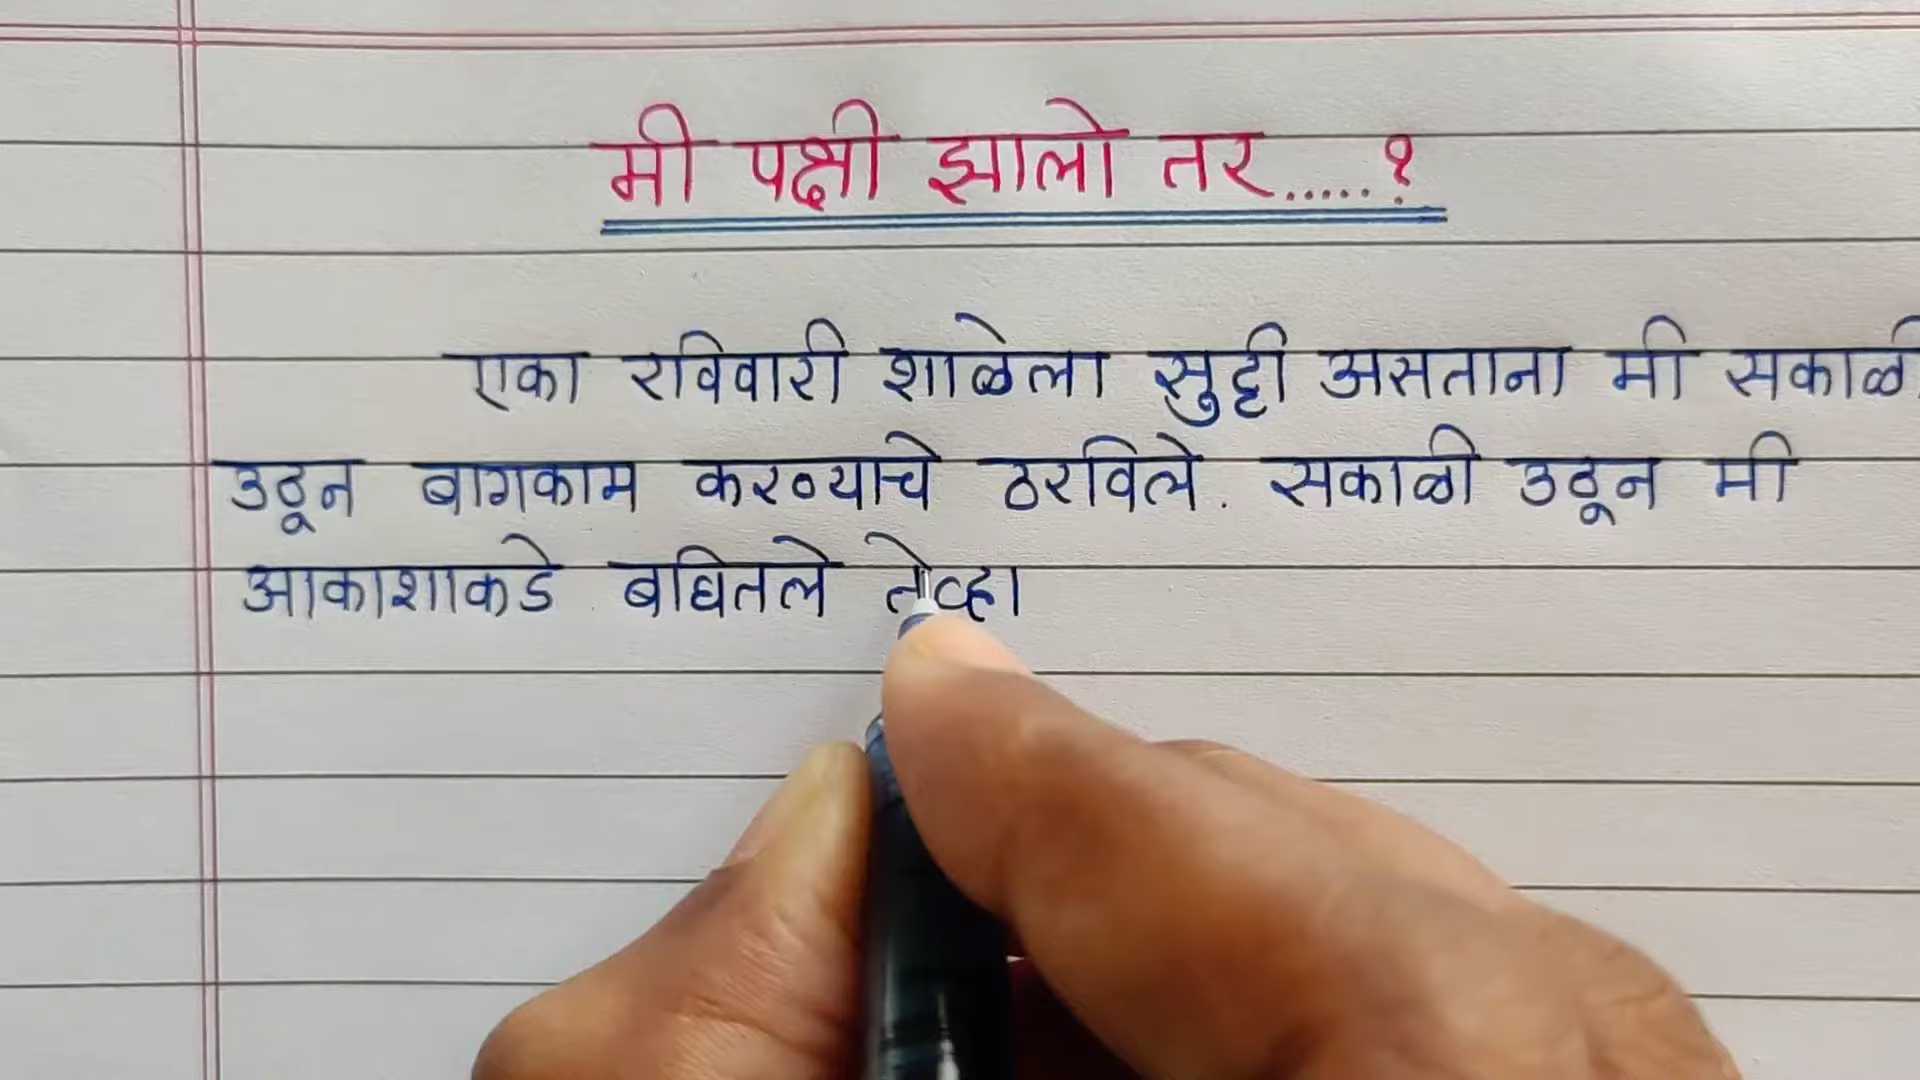 मी पक्षी झालो तर.....?
एका रविवारी शाळेला सुट्टी असताना मी सकाळी
उठून बागकाम करण्याचे ठरविले. सकाळी उठून मी
आकाशाकडे बघितले तेव्हा